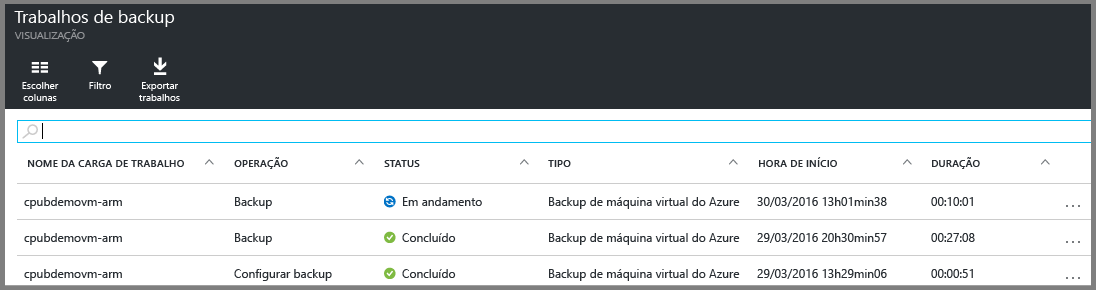 Trabalhos de backup
VISUALIZAÇÃO
Escolher colunas
Filtro
Exportar trabalhos
NOME DA CARGA DE TRABALHO OPERAÇÃO STATUS TIPO HORA DE INÍCIO DURAÇÃO
cpubdemovm-arm Backup Em andamento Backup de máquina virtual do Azure 30/03/2016 13h01min38 00:10:01 ...
cpubdemovm-arm Backup Concluído Backup de máquina virtual do Azure 29/03/2016 20h30min57 00:27:08 ...
cpubdemovm-arm Configurar backup Concluído Backup de máquina virtual do Azure 29/03/2016 13h29min06 00:00:51 ...